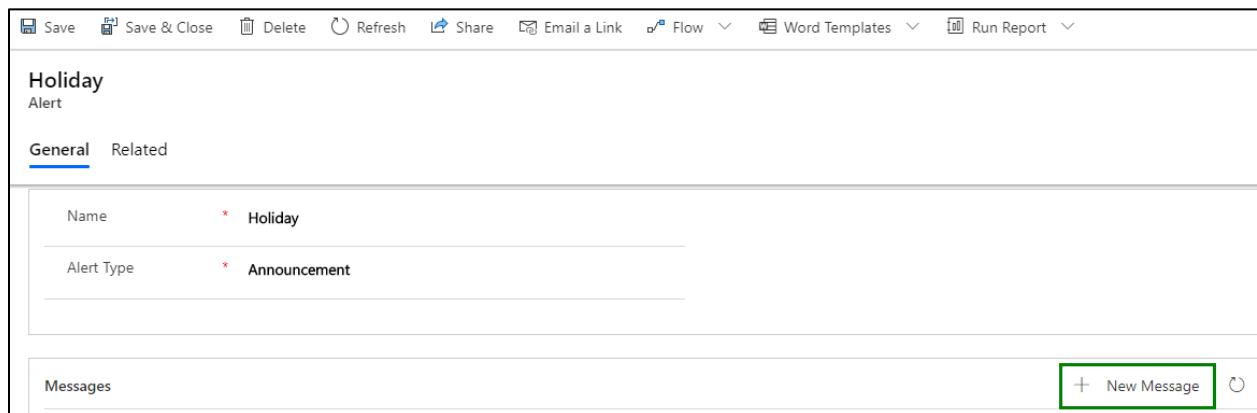 Save Save & Close Delete Refresh Share Email a Link Flow Word Templates Run Report
Holiday
Alert
General Related
Name * Holiday
Alert Type * Announcement
Messages + New Message